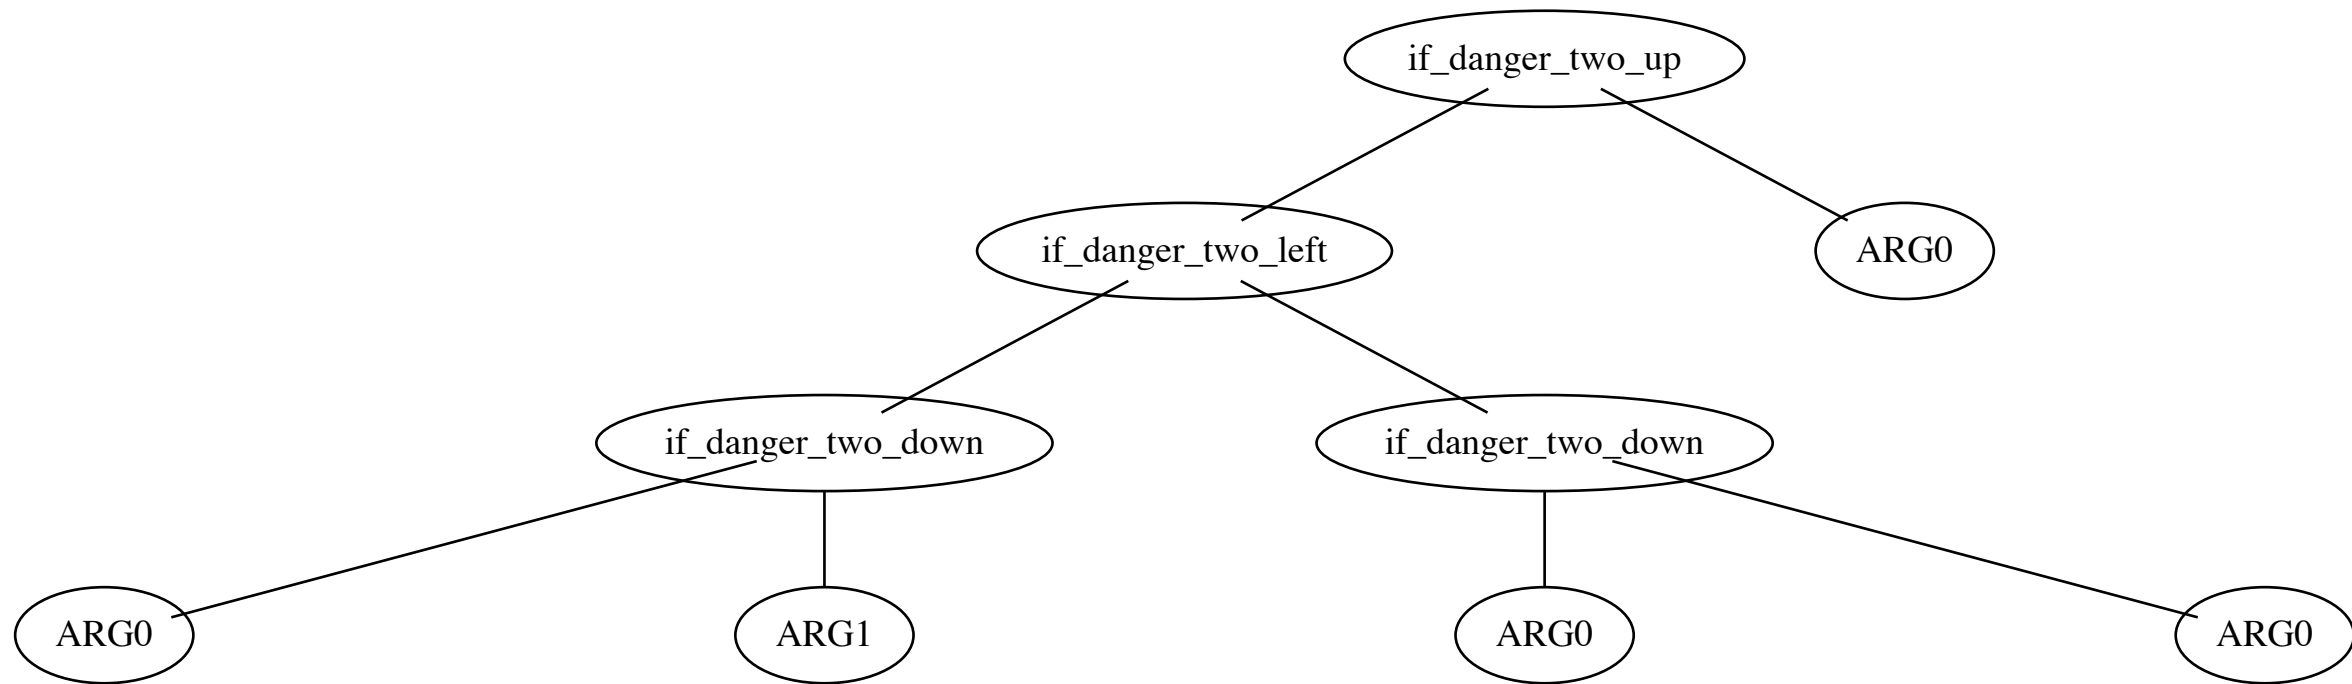 if_danger_two_up
if_danger_two_left
ARG0
if_danger_two_down
if_danger_two_down
ARG0
ARG1
ARG0
ARG0